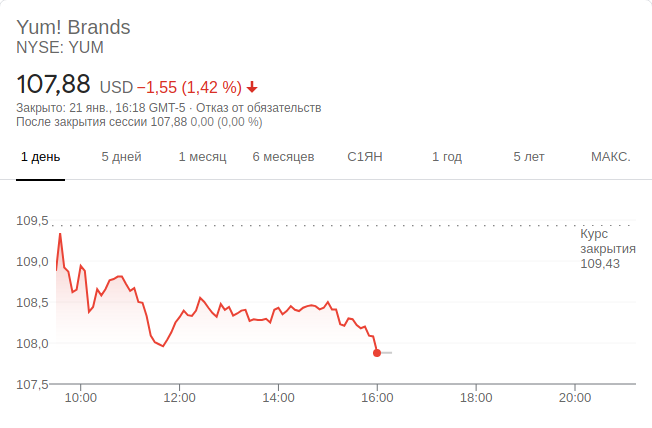 Yum! Brands
NYSE: YUM
107,88 USD −1,55 (1,42 %)
Закрыто: 21 янв., 16:18 GMT-5 · Отказ от обязательств
После закрытия сессии 107,88 0,00 (0,00 %)
1 день 5 дней 1 месяц 6 месяцев С1ЯН 1 год 5 лет МАКС.
109,5
Курс
закрытия
109,43
109,0
108,5
108,0
107,5
10:00 12:00 14:00 16:00 18:00 20:00